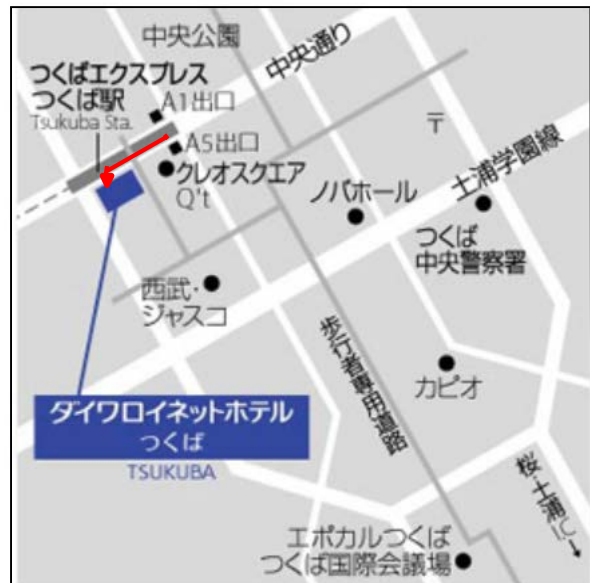 中央公園
中央通り
つくばエクスプレス
つくば駅
Tsukuba Sta.
A1出口
A5出口
クレオスクエア
Q't
〒
土浦学園線
ノバホール
つくば
中央警察署
西武・
ジャスコ
歩行者専用道路
カピオ
ダイワロイネットホテル
つくば
TSUKUBA
桜・土浦IC
エポカルつくば
つくば国際会議場